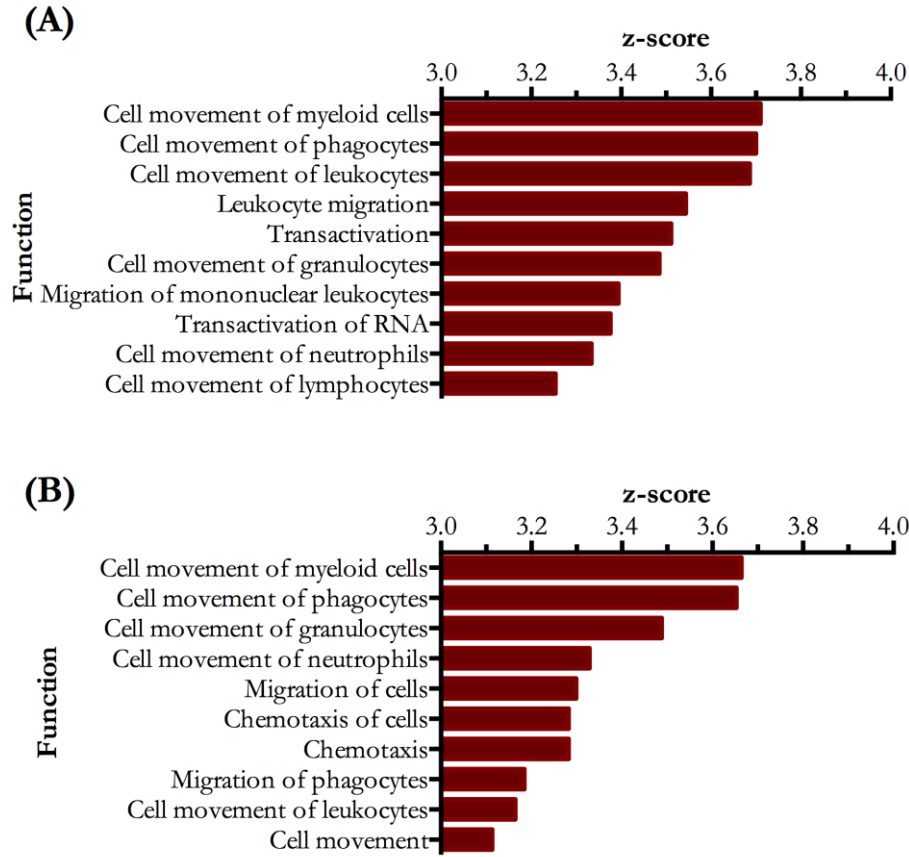 (A)
z-score
3.0 3.2 3.4 3.6 3.8 4.0
Function
Cell movement of myeloid cells
Cell movement of phagocytes
Cell movement of leukocytes
Leukocyte migration
Transactivation
Cell movement of granulocytes
Migration of mononuclear leukocytes
Transactivation of RNA
Cell movement of neutrophils
Cell movement of lymphocytes
(B)
z-score
3.0 3.2 3.4 3.6 3.8 4.0
Function
Cell movement of myeloid cells
Cell movement of phagocytes
Cell movement of granulocytes
Cell movement of neutrophils
Migration of cells
Chemotaxis of cells
Chemotaxis
Migration of phagocytes
Cell movement of leukocytes
Cell movement